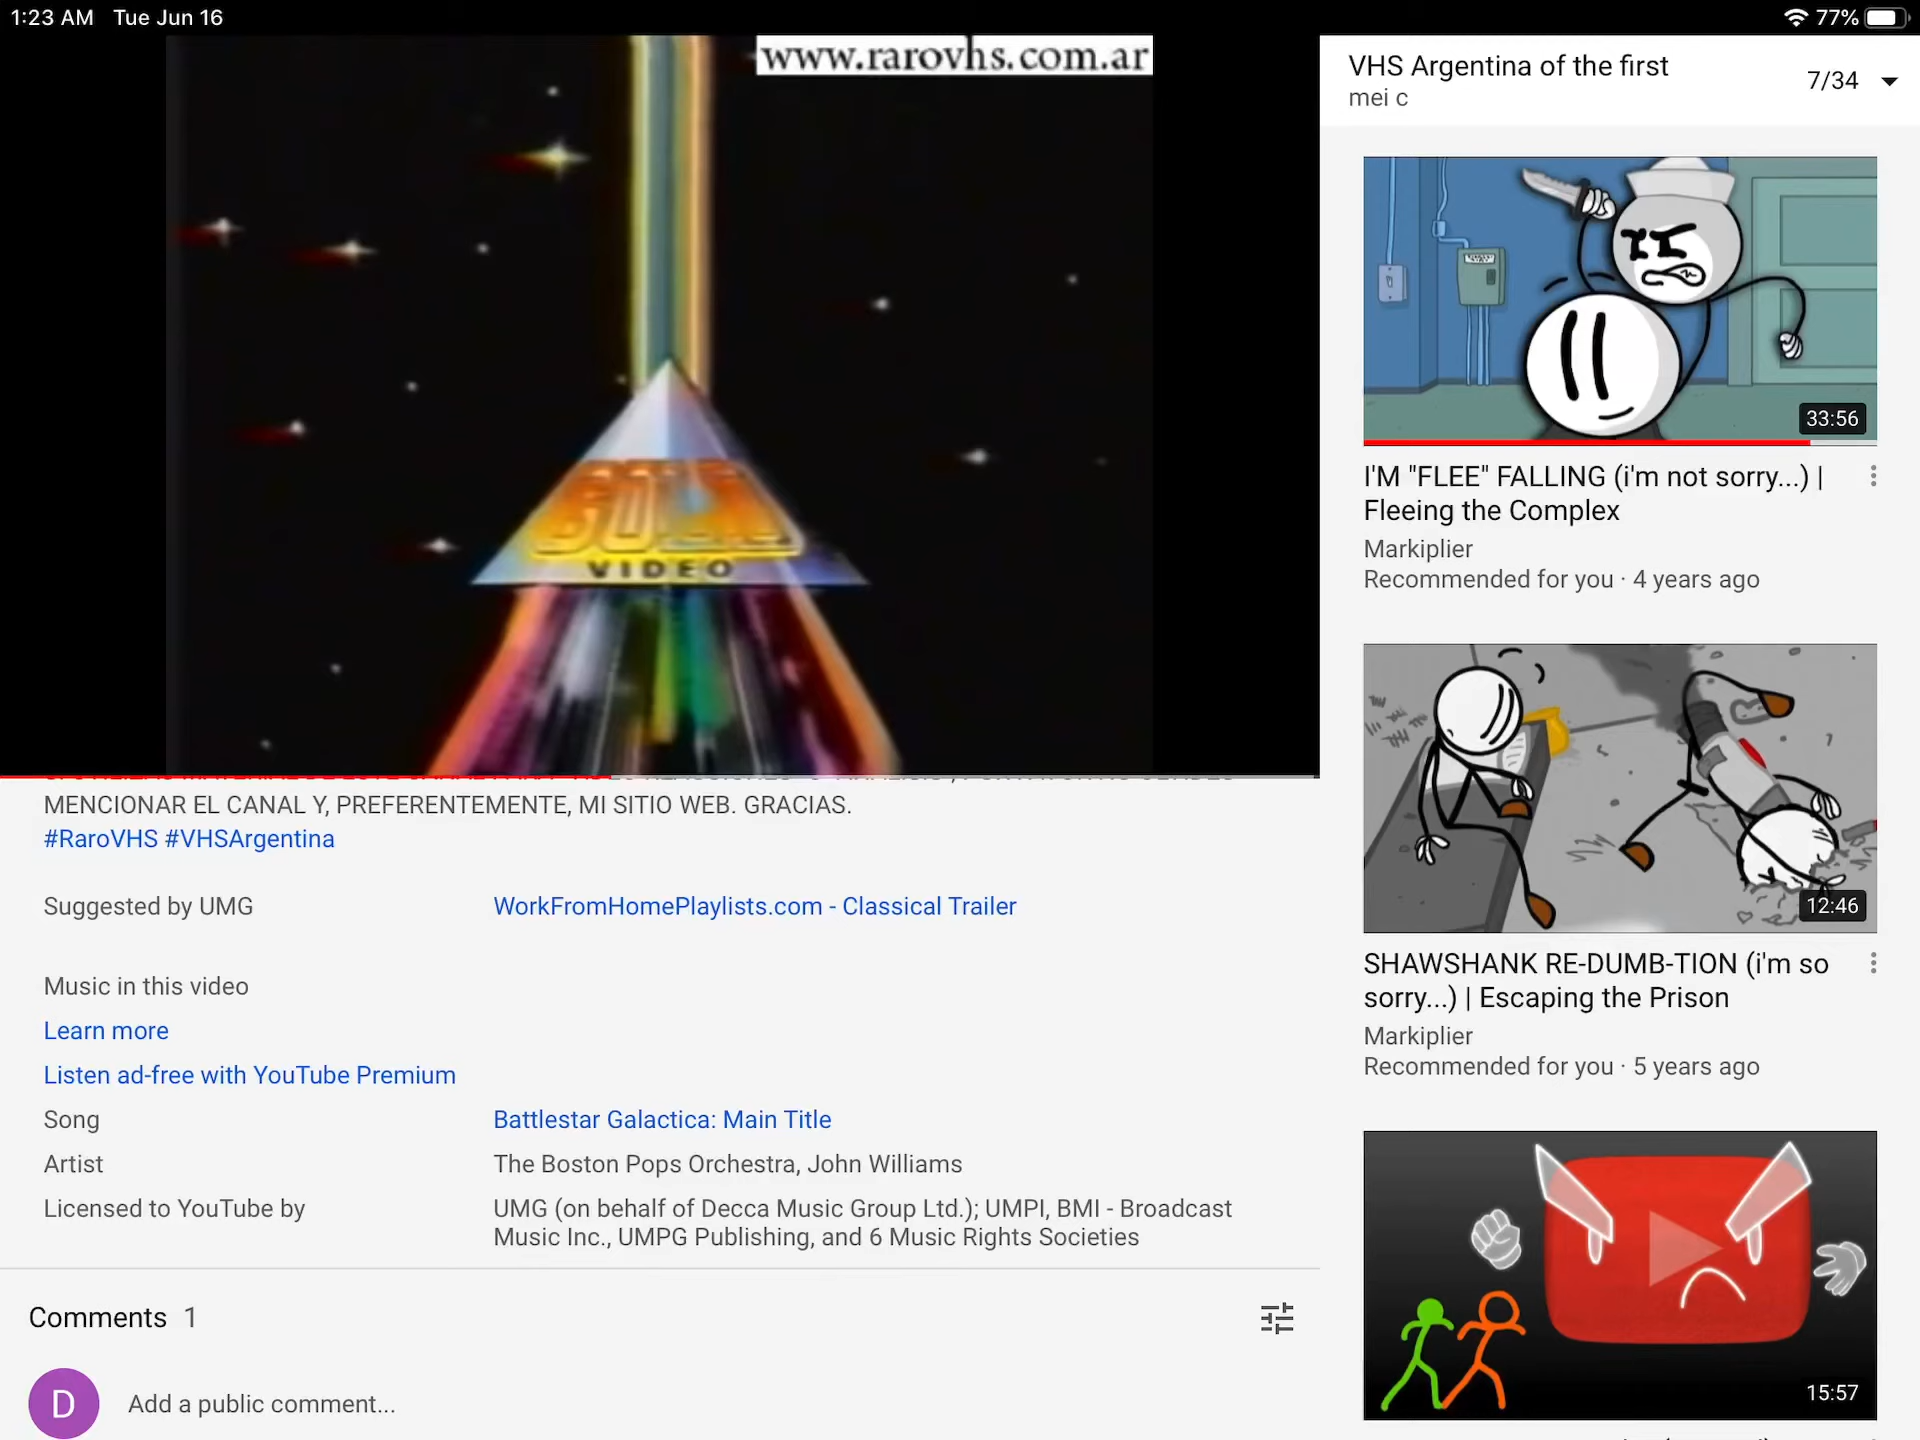 1:23 AM Tue Jun 16
77%
www.rarovhs.com.ar
VIDEO
MENCIONAR EL CANAL Y, PREFERENTEMENTE, MI SITIO WEB. GRACIAS.
#RaroVHS #VHSArgentina
Suggested by UMG
WorkFromHomePlaylists.com - Classical Trailer
Music in this video
Learn more
Listen ad-free with YouTube Premium
Song
Battlestar Galactica: Main Title
Artist
The Boston Pops Orchestra, John Williams
Licensed to YouTube by
UMG (on behalf of Decca Music Group Ltd.); UMPI, BMI - Broadcast
Music Inc., UMPG Publishing, and 6 Music Rights Societies
Comments 1
D
Add a public comment...
VHS Argentina of the first
mei c
7/34
33:56
I'M "FLEE" FALLING (i'm not sorry...) |
Fleeing the Complex
Markiplier
Recommended for you · 4 years ago
12:46
SHAWSHANK RE-DUMB-TION (i'm so
sorry...) | Escaping the Prison
Markiplier
Recommended for you · 5 years ago
15:57